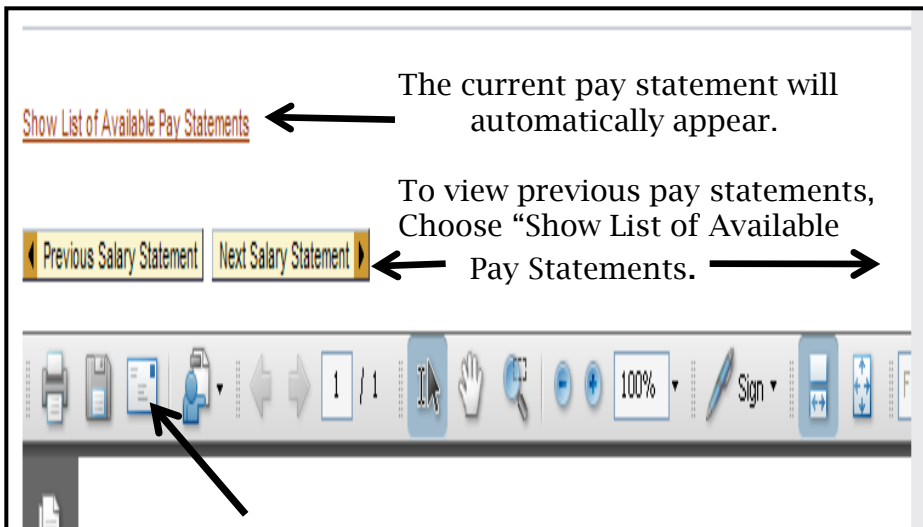 The current pay statement will
Show List of Available Pay Statements
automatically appear.
To view previous pay statements,
Choose “Show List of Available
Previous Salary Statement Next Salary Statement
Pay Statements.
1 / 1 100% Sign F